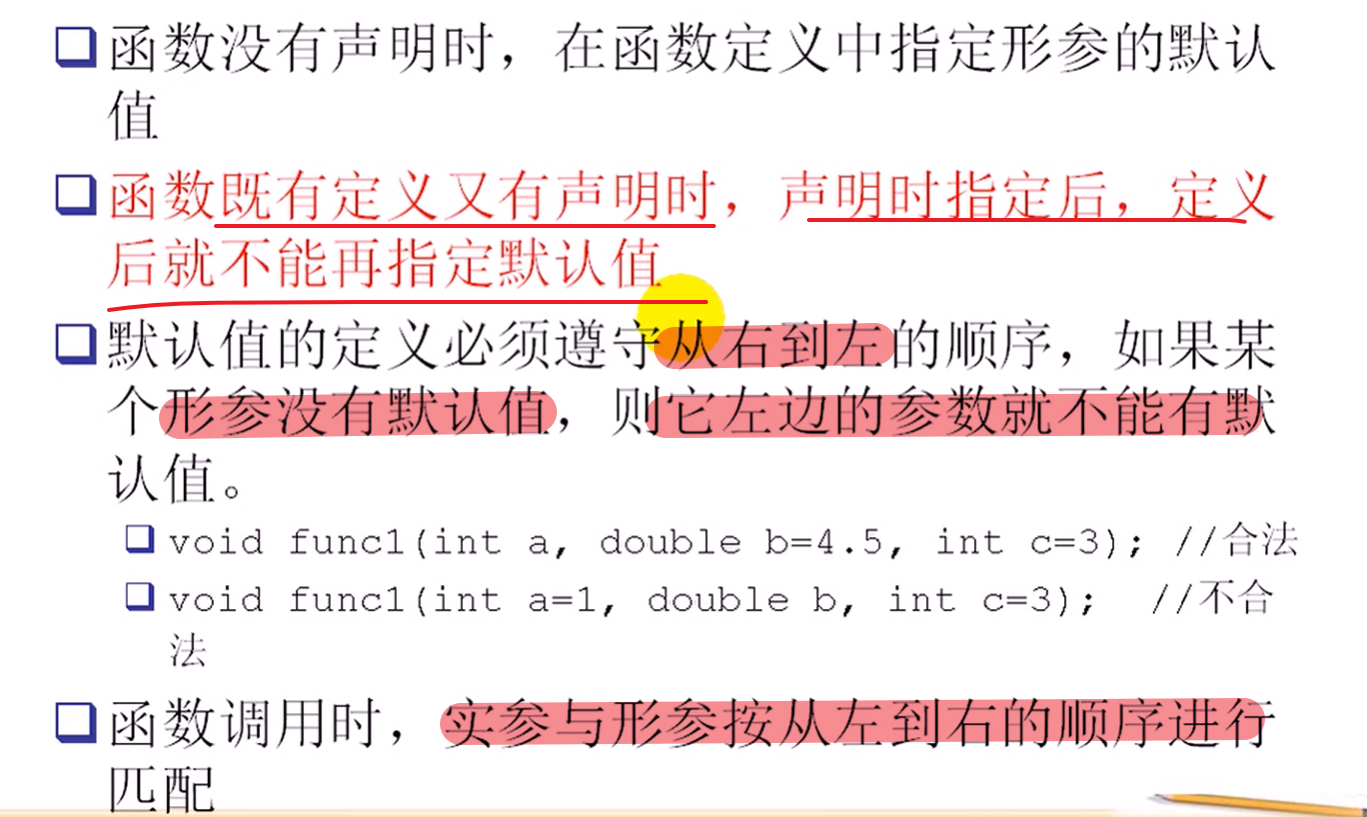 函数没有声明时，在函数定义中指定形参的默认
值
函数既有定义又有声明时，声明时指定后，定义
后就不能再指定默认值
默认值的定义必须遵守从右到左的顺序，如果某
个形参没有默认值，则它左边的参数就不能有默
认值。
void func1(int a, double b=4.5, int c=3); //合法
void func1(int a=1, double b, int c=3); //不合
法
函数调用时，实参与形参按从左到右的顺序进行
匹配